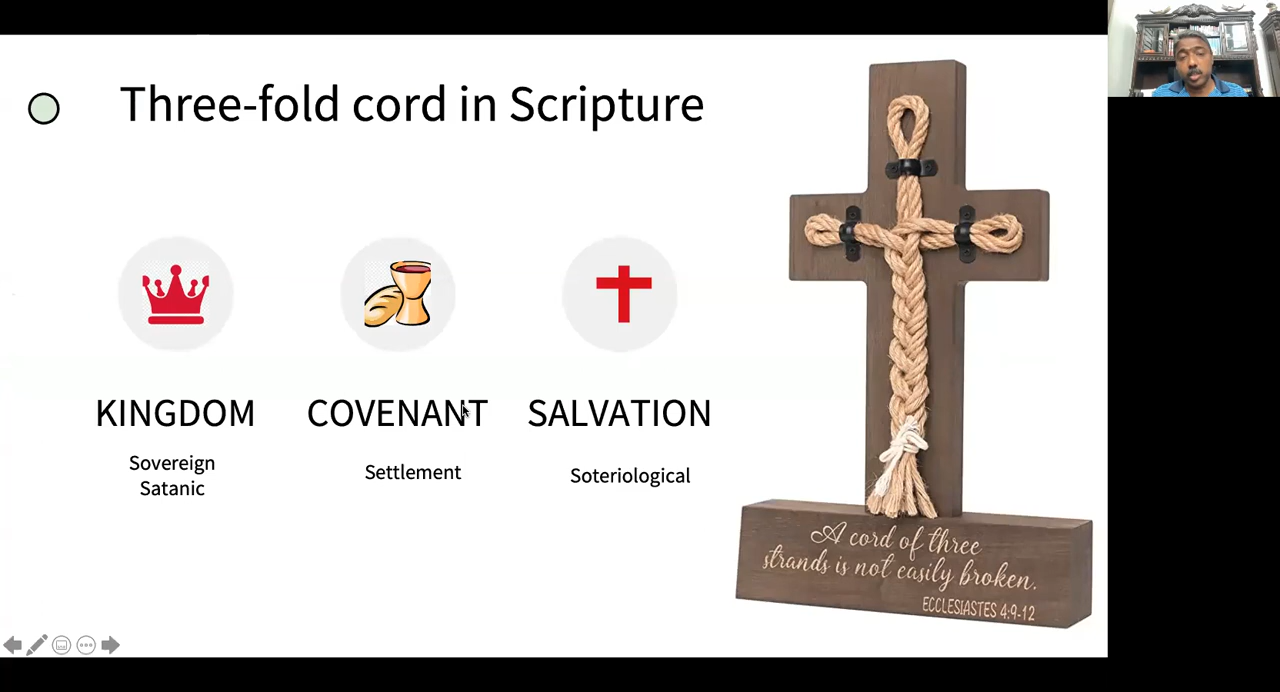 Three-fold cord in Scripture
KINGDOM
Sovereign
Satanic
COVENANT
Settlement
SALVATION
Soteriological
A cord of three
strands is not easily broken.
ECCLESIASTES 4:9-12